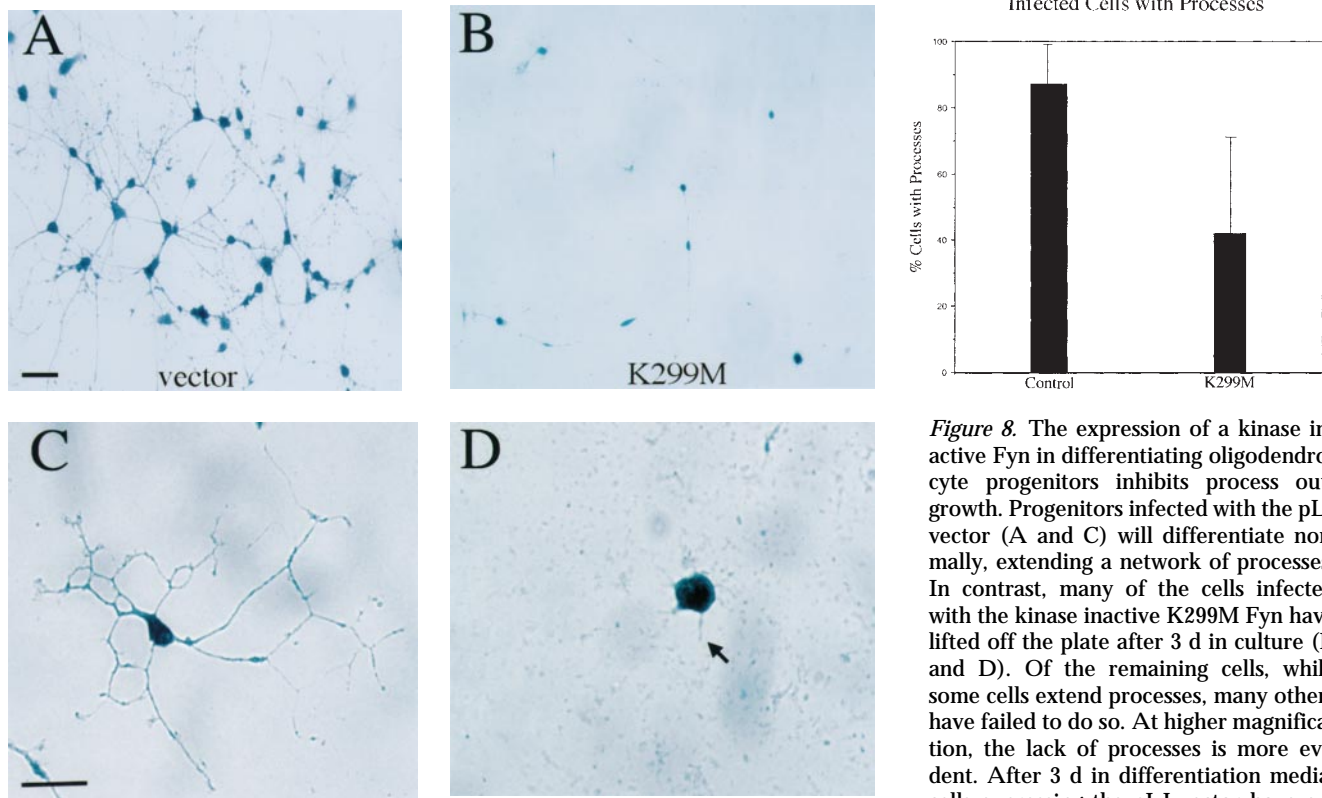 A
vector
B
K299M
C
D
Infected Cells with Processes
% Cells with Processes
100
80
60
40
20
0
Control
K299M
Figure 8. The expression of a kinase in
active Fyn in differentiating oligodendro
cyte progenitors inhibits process out
growth. Progenitors infected with the pL
vector (A and C) will differentiate nor
mally, extending a network of processes
In contrast, many of the cells infecte
with the kinase inactive K299M Fyn hav
lifted off the plate after 3 d in culture (
and D). Of the remaining cells, whil
some cells extend processes, many other
have failed to do so. At higher magnifica
tion, the lack of processes is more ev
dent. After 3 d in differentiation media